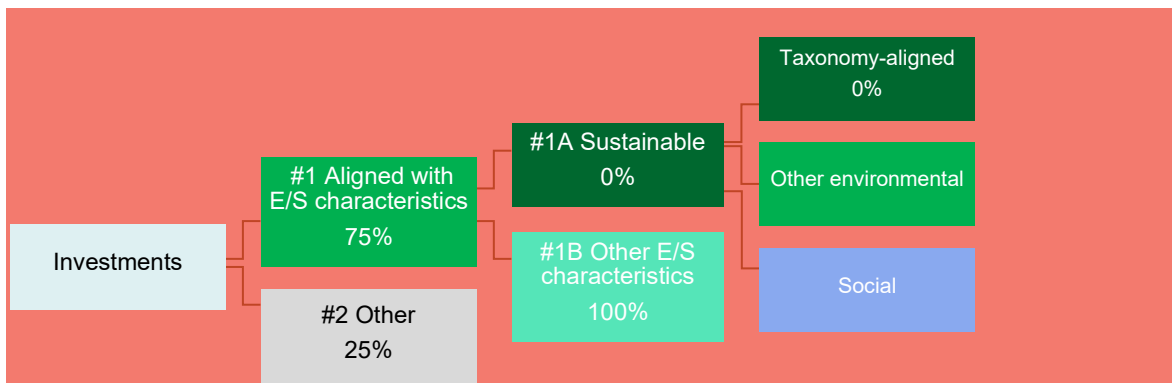 Investments
#1 Aligned with
E/S characteristics
75%
#2 Other
25%
#1A Sustainable
0%
#1B Other E/S
characteristics
100%
Taxonomy-aligned
0%
Other environmental
Social